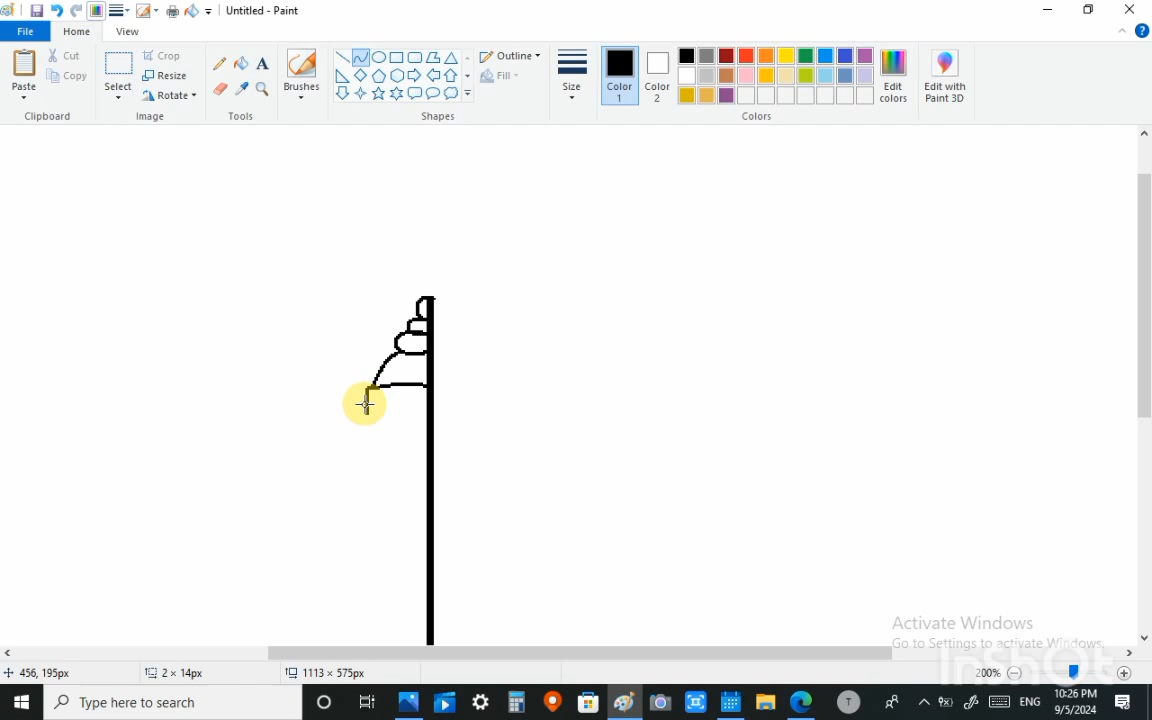 Untitled - Paint
File
Home
View
Paste
Cut
Copy
Clipboard
Select
Crop
Resize
Rotate
Image
Tools
Brushes
Outline
Fill
Shapes
Size
Color
1
Color
2
Edit
colors
Colors
Edit with
Paint 3D
Activate Windows
Go to Settings to activate Windows.
InShOt
456, 195px
2 × 14px
1113 × 575px
200%
Type here to search
T
ENG
10:26 PM
9/5/2024